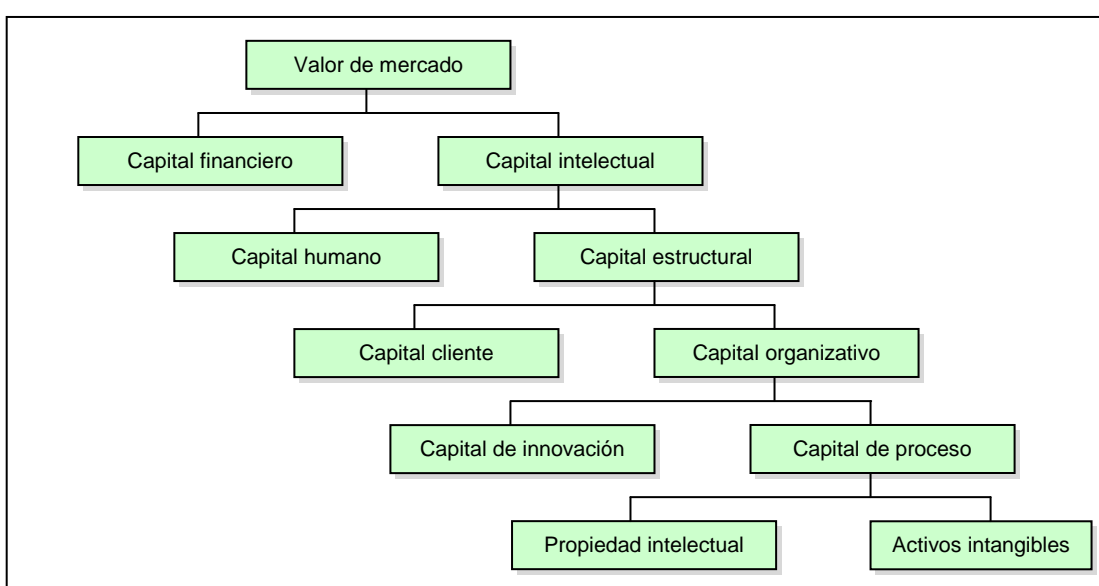 Valor de mercado
Capital financiero
Capital intelectual
Capital humano
Capital estructural
Capital cliente
Capital organizativo
Capital de innovación
Capital de proceso
Propiedad intelectual
Activos intangibles